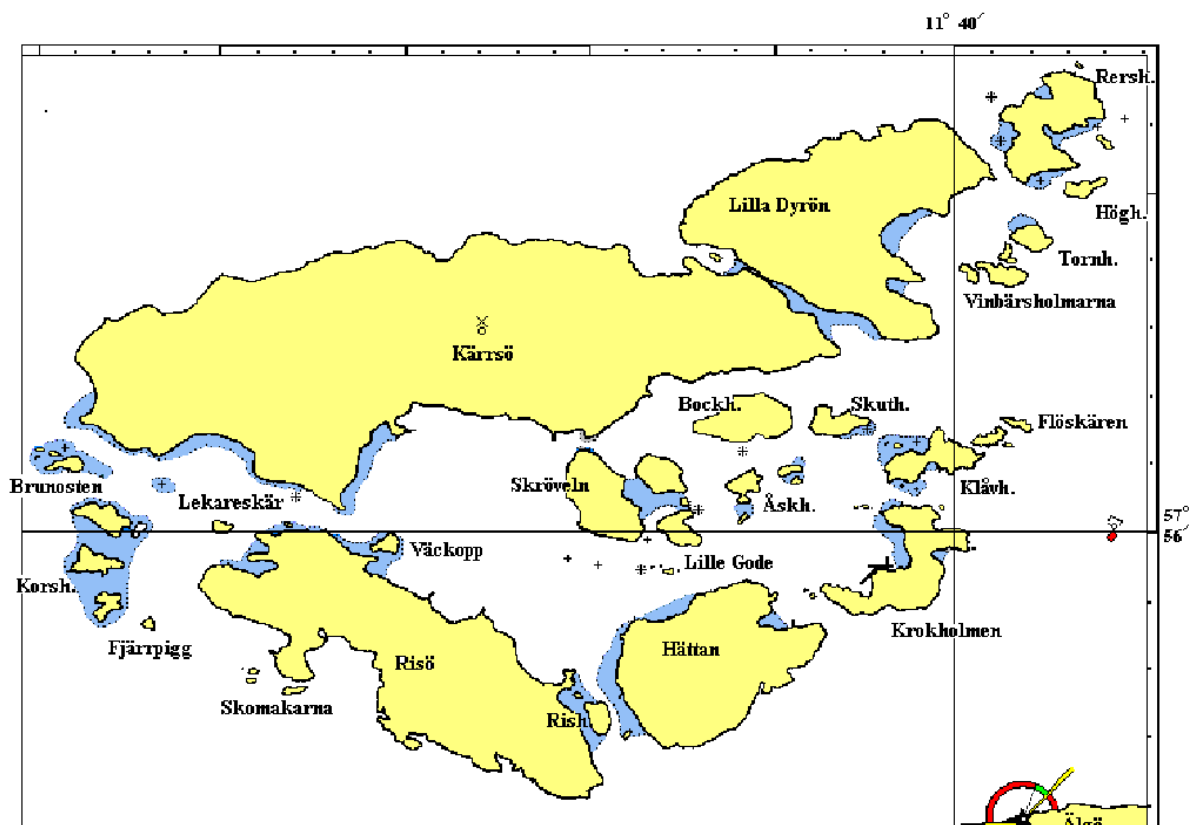 11° 40′
Rersh.
Lilla Dyrön
Högh.
Tornh.
Vinbärsholmarna
Kärrsö
Bockh.
Skuth.
Flöskären
Brunosten
Lekareskär
Skröveln
Åskh.
Klåvh.
57°
56′
Väckopp
Lille Gode
Korsh.
Krokholmen
Fjärrpigg
Risö
Hättan
Skomakarna
Rish.
Älgö